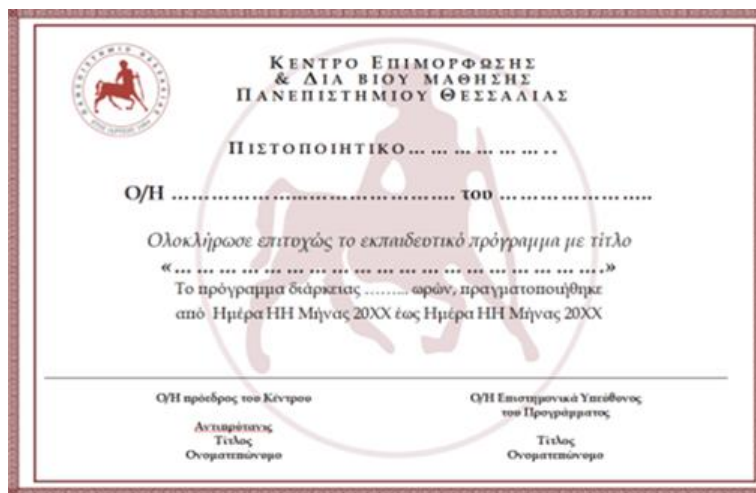 ΠΑΝΕΠΙΣΤΗΜΙΟ ΘΕΣΣΑΛΙΑΣ
ΚΕΝΤΡΟ ΕΠΙΜΟΡΦΩΣΗΣ
& ΔΙΑ ΒΙΟΥ ΜΑΘΗΣΗΣ
ΠΑΝΕΠΙΣΤΗΜΙΟΥ ΘΕΣΣΑΛΙΑΣ
ΠΙΣΤΟΠΟΙΗΤΙΚΟ... ... ... ... ... ... . .
Ο/Η ................................................ του ..........................
Ολοκλήρωσε επιτυχώς το εκπαιδευτικό πρόγραμμα με τίτλο
«... ... ... ... ... ... ... ... ... ... ... ... ... ... ... ....»
Το πρόγραμμα διάρκειας ......... ωρών, πραγματοποιήθηκε
από Ημέρα ΗΗ Μήνας 20ΧΧ έως Ημέρα ΗΗ Μήνας 20ΧΧ
Ο/Η πρόεδρος του Κέντρου
Αντιπρύτανις
Τίτλος
Ονοματεπώνυμο
Ο/Η Επιστημονικά Υπεύθυνος
του Προγράμματος
Τίτλος
Ονοματεπώνυμο